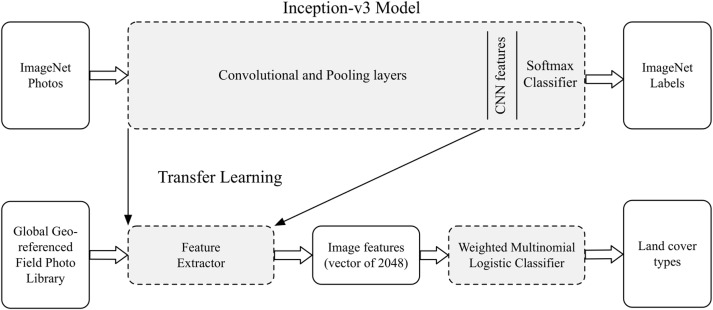 Inception-v3 Model
ImageNet
Photos
Convolutional and Pooling layers
CNN features
Softmax
Classifier
ImageNet
Labels
Transfer Learning
Global Geo-
referenced
Field Photo
Library
Feature
Extractor
Image features
(vector of 2048)
Weighted Multinomial
Logistic Classifier
Land cover
types